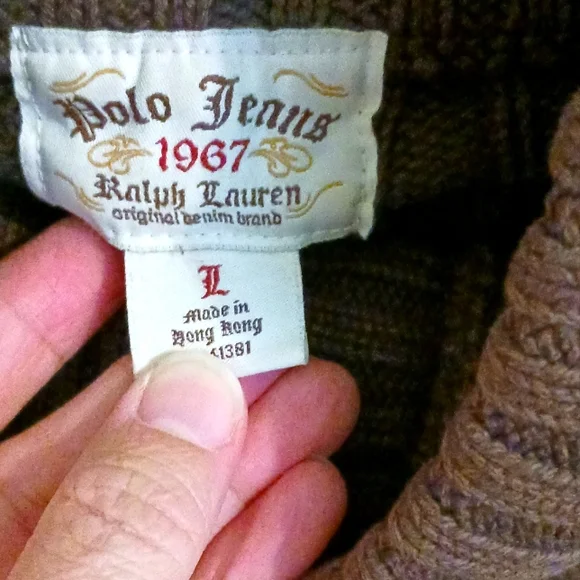 Polo Jeans
1967
Ralph Lauren
original denim brand
L
Made in
Hong Kong